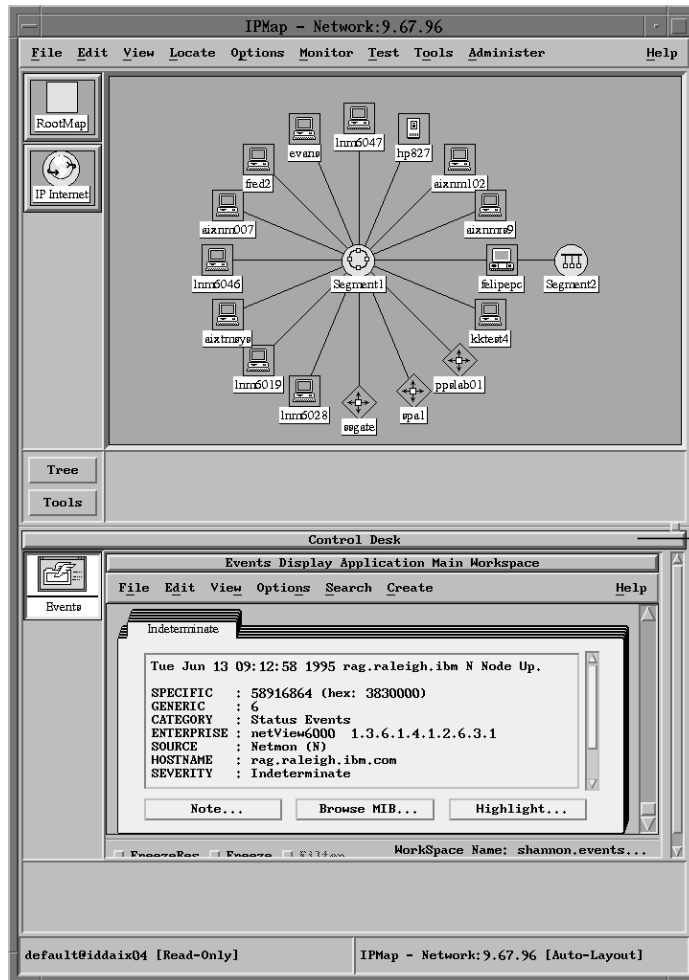 IPMap - Network:9.67.96
File Edit View Locate Options Monitor Test Tools Administer Help
RootMap
IP Internet
lnm6047
evans
hp827
fred2
aixnm102
aixnm007
aixnmrs9
lnm6046
Segment1
felipepc
Segment2
aixtmsys
kktest4
lnm6019
ppslab01
lnm6028
spa1
ssgate
Tree
Tools
Control Desk
Events
Events Display Application Main Workspace
File Edit View Options Search Create Help
Indeterminate
Tue Jun 13 09:12:58 1995 rag.raleigh.ibm N Node Up.
SPECIFIC : 58916864 (hex: 3830000)
GENERIC : 6
CATEGORY : Status Events
ENTERPRISE : netView6000 1.3.6.1.4.1.2.6.3.1
SOURCE : Netmon (N)
HOSTNAME : rag.raleigh.ibm.com
SEVERITY : Indeterminate
Note... Browse MIB... Highlight...
FreezeRes Freeze Filter WorkSpace Name: shannon.events...
default@iddaix04 [Read-Only]
IPMap - Network:9.67.96 [Auto-Layout]